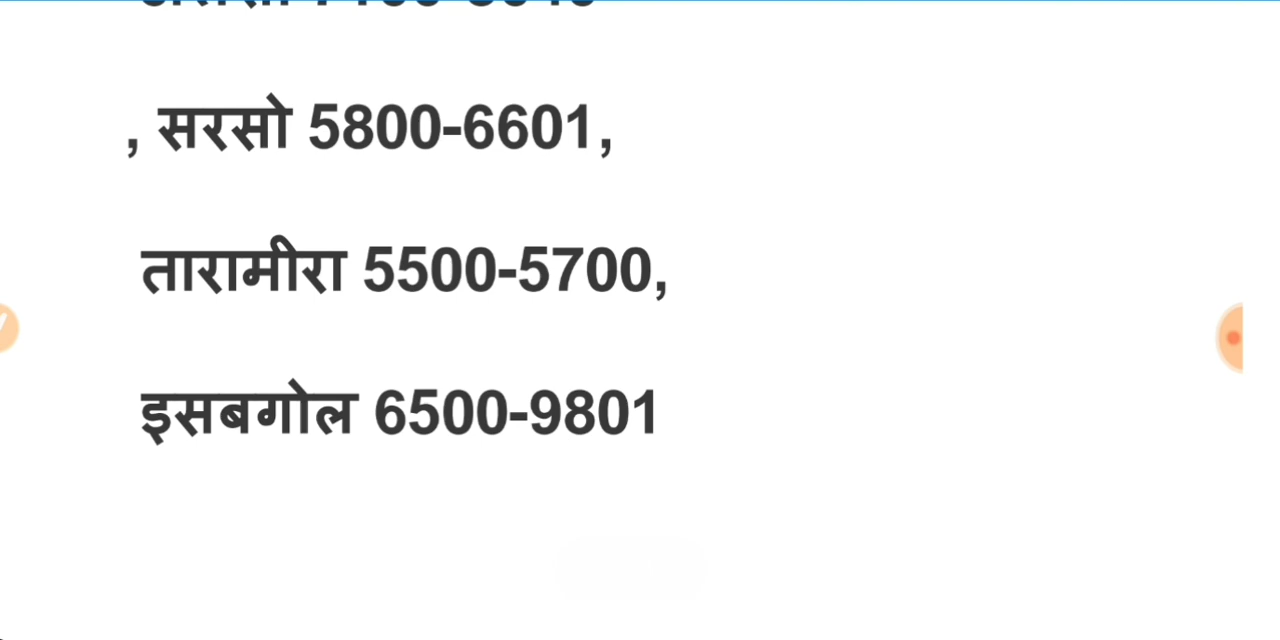 , सरसो 5800-6601,
तारामीरा 5500-5700,
इसबगोल 6500-9801